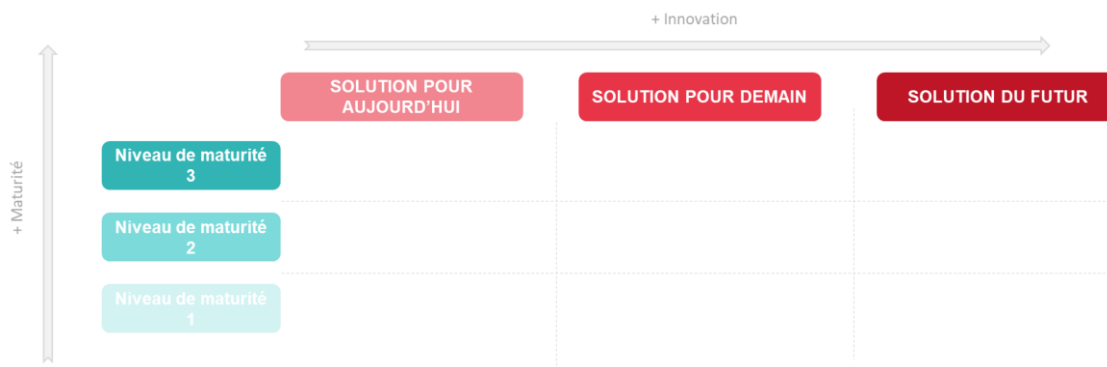 + Innovation
SOLUTION POUR
AUJOURD'HUI
SOLUTION POUR DEMAIN
SOLUTION DU FUTUR
+ Maturité
Niveau de maturité
3
Niveau de maturité
2
Niveau de maturité
1